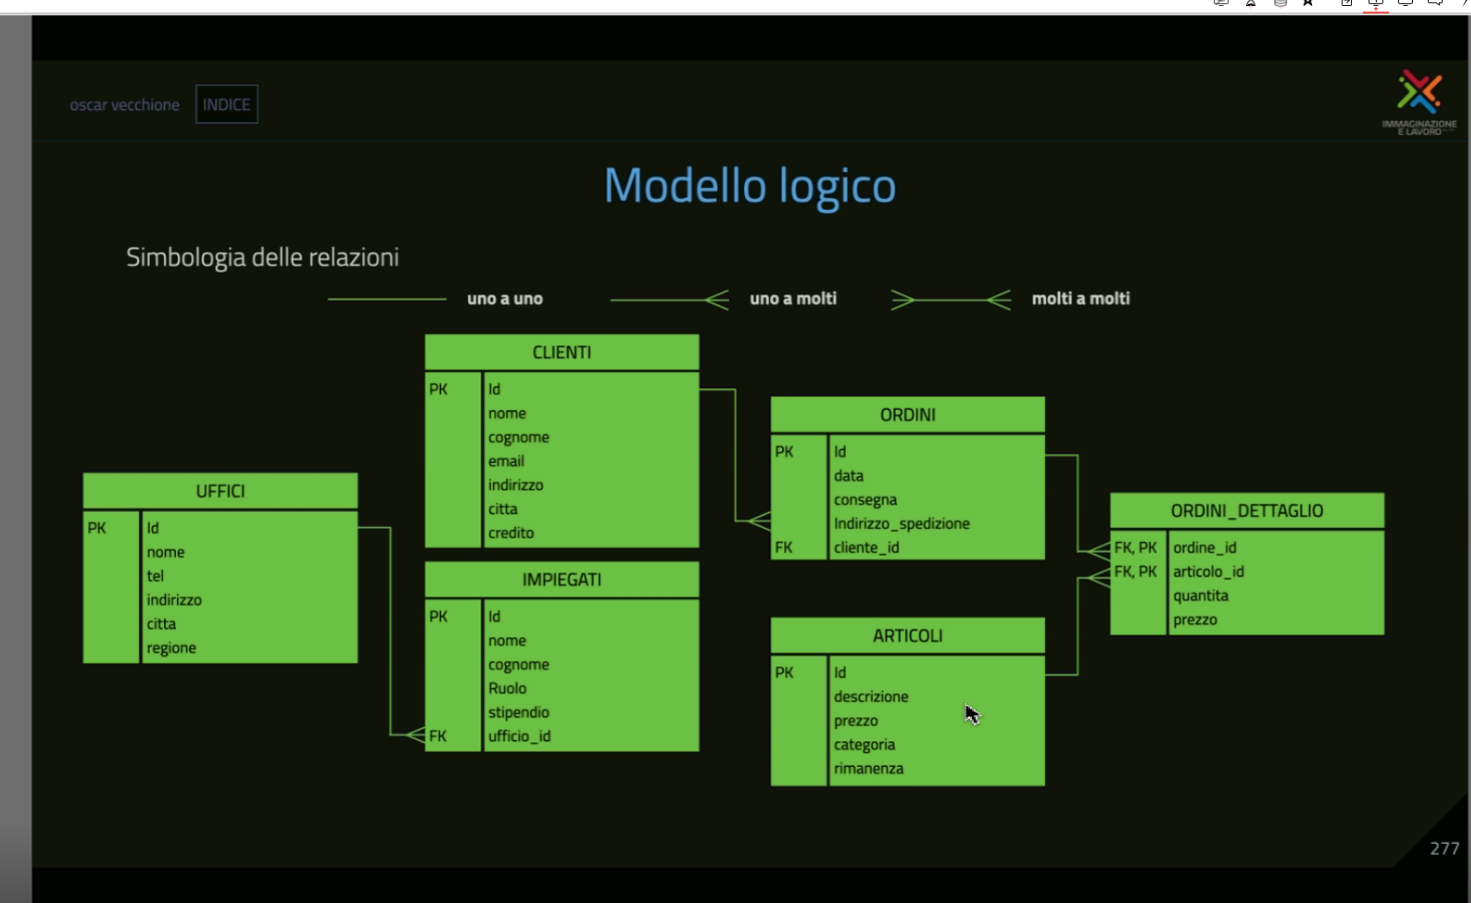 oscar vecchione INDICE
IMMAGINAZIONE
E LAVORO
Modello logico
Simbologia delle relazioni
uno a uno
uno a molti
molti a molti
CLIENTI
PK Id
nome
cognome
email
indirizzo
citta
credito
ORDINI
PK Id
data
consegna
Indirizzo_spedizione
FK cliente_id
UFFICI
PK Id
nome
tel
indirizzo
citta
regione
ORDINI_DETTAGLIO
FK, PK ordine_id
FK, PK articolo_id
quantita
prezzo
IMPIEGATI
PK Id
nome
cognome
Ruolo
stipendio
FK ufficio_id
ARTICOLI
PK Id
descrizione
prezzo
categoria
rimanenza
277